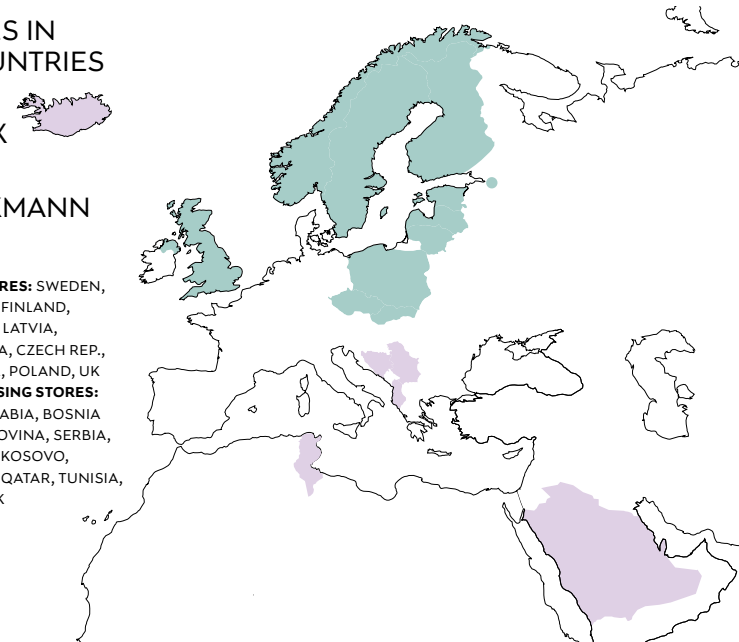 S IN
UNTRIES
X
KMANN
RES: SWEDEN,
FINLAND,
LATVIA,
A, CZECH REP.,
, POLAND, UK
SING STORES:
ABIA, BOSNIA
OVINA, SERBIA,
KOSOVO,
QATAR, TUNISIA,
K